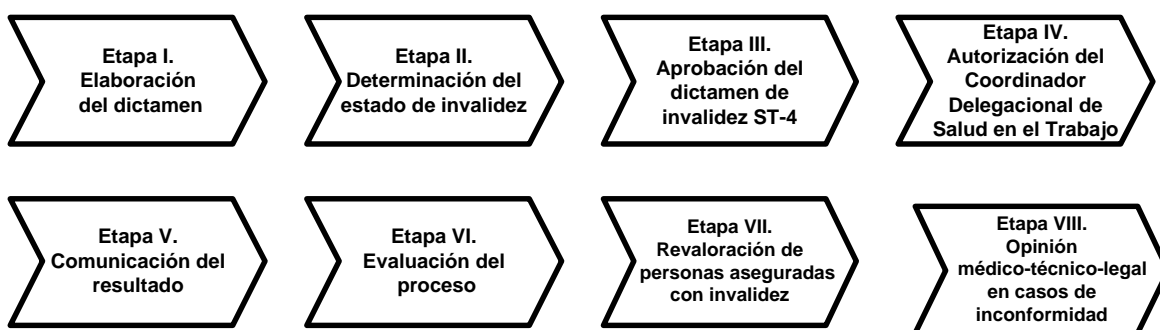 Etapa I.
Elaboración
del dictamen
Etapa II.
Determinación del
estado de invalidez
Etapa III.
Aprobación del
dictamen de
invalidez ST-4
Etapa IV.
Autorización del
Coordinador
Delegacional de
Salud en el Trabajo
Etapa V.
Comunicación del
resultado
Etapa VI.
Evaluación del
proceso
Etapa VII.
Revaloración de
personas aseguradas
con invalidez
Etapa VIII.
Opinión
médico-técnico-legal
en casos de
inconformidad